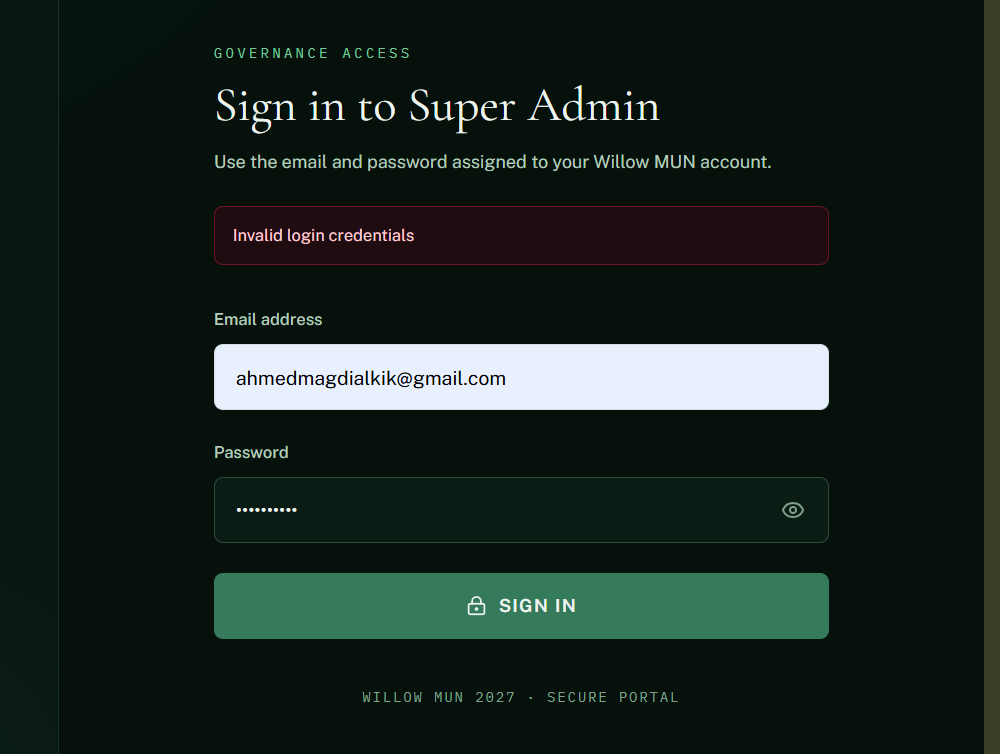 GOVERNANCE ACCESS
Sign in to Super Admin
Use the email and password assigned to your Willow MUN account.
Invalid login credentials
Email address
ahmedmagdialkik@gmail.com
Password
••••••••••
SIGN IN
WILLOW MUN 2027 · SECURE PORTAL